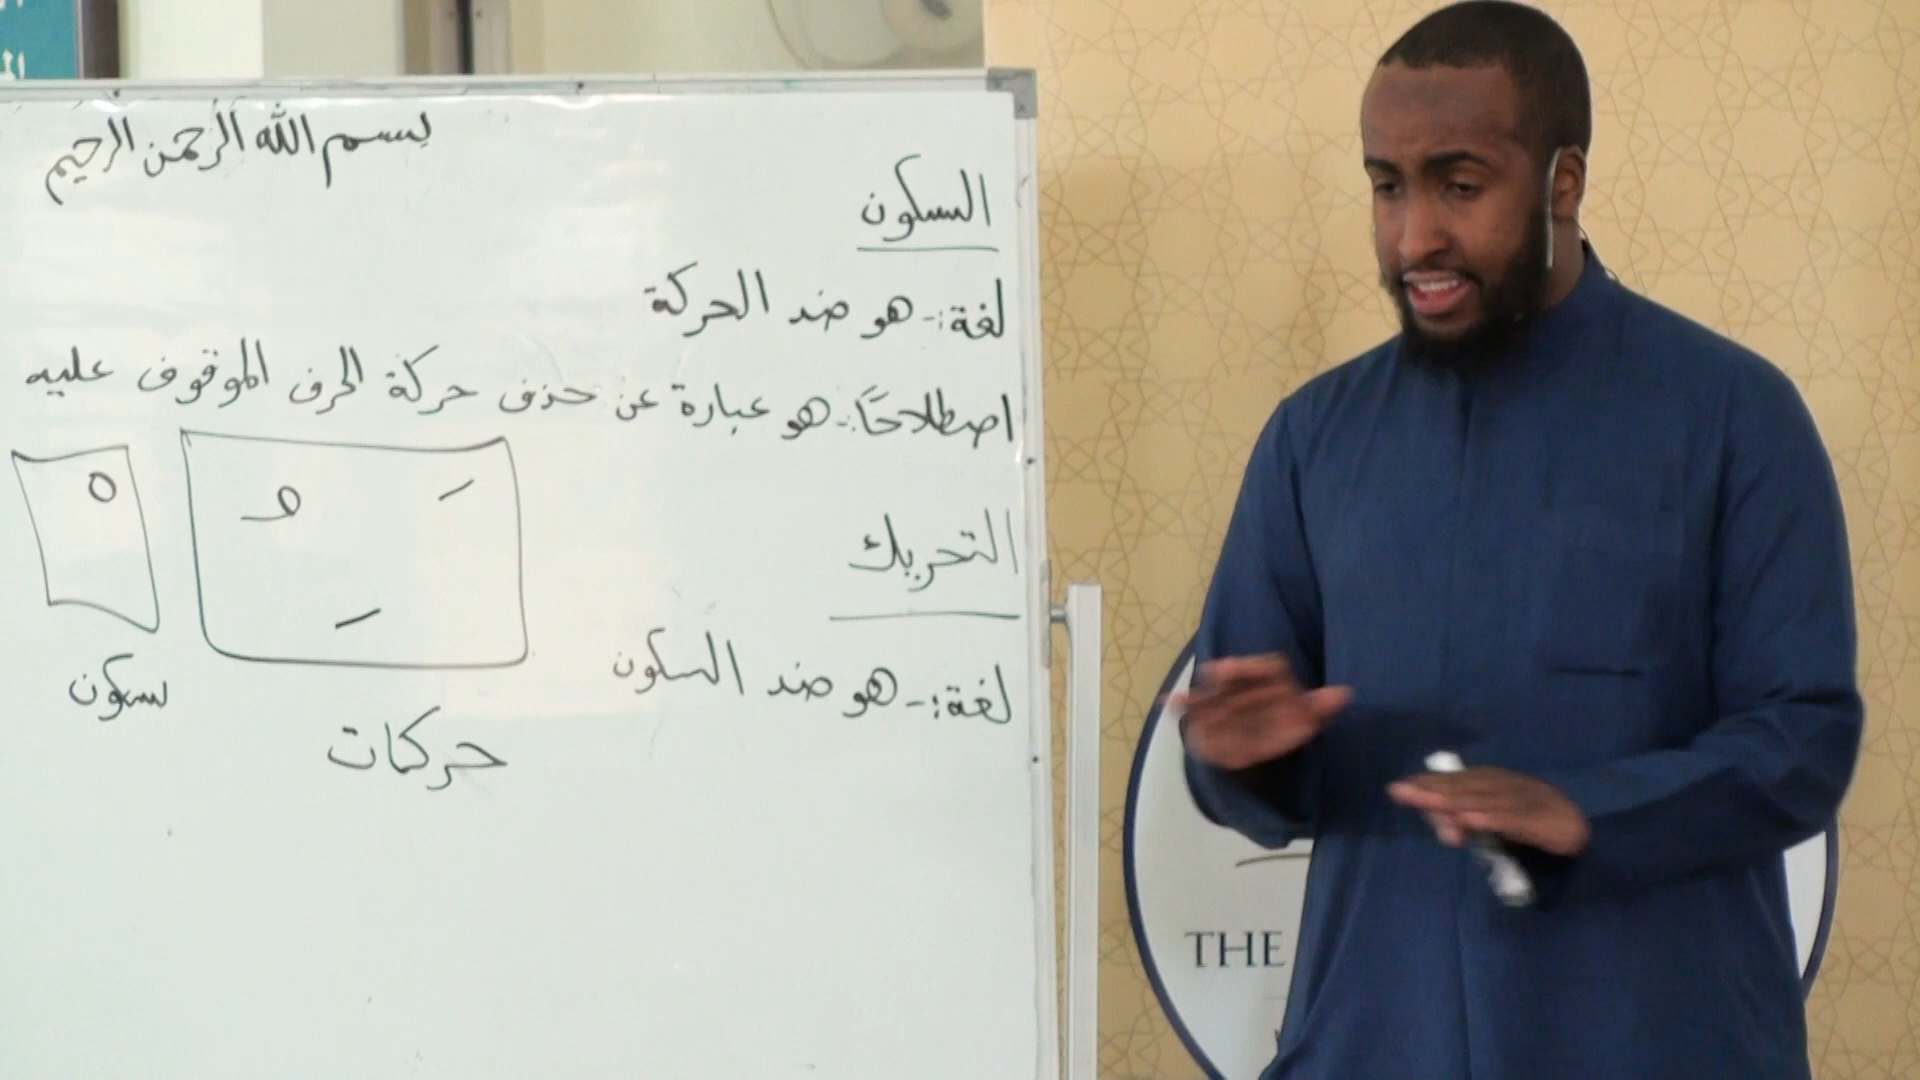 بسم الله الرحمن الرحيم
السكون
لغة:- هو ضد الحركة
اصطلاحًا:- هو عبارة عن حذف حركة الحرف الموقوف عليه
التحريك
لغة:- هو ضد السكون
سكون
حركات
THE